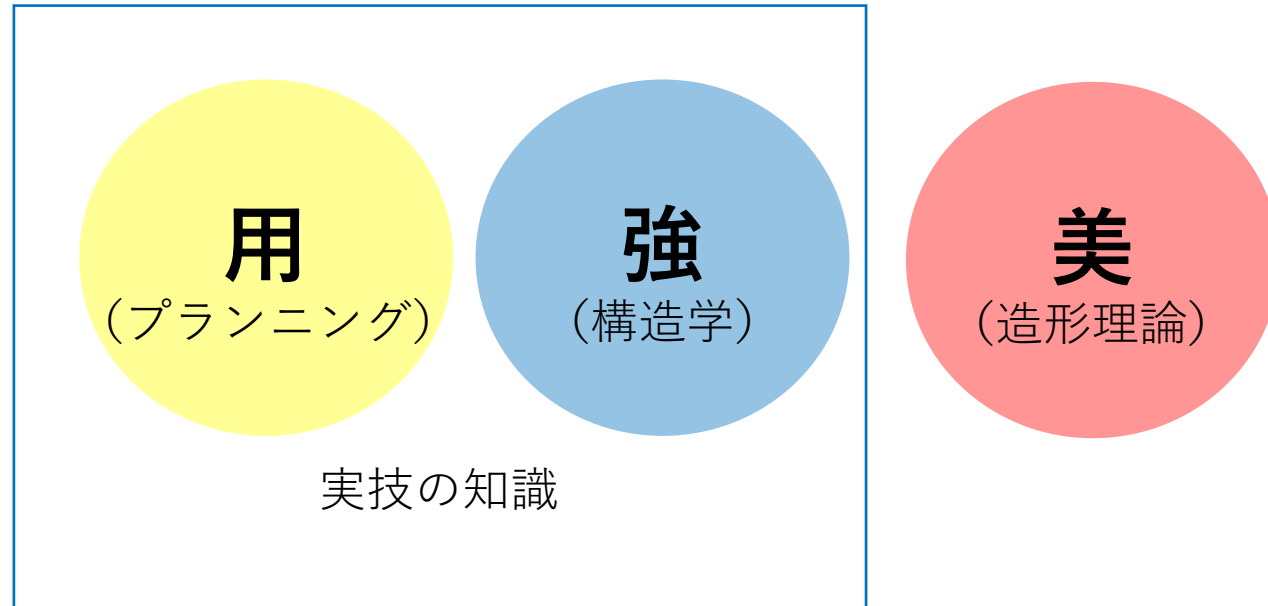 用
（プランニング）
強
（構造学）
美
（造形理論）
実技の知識